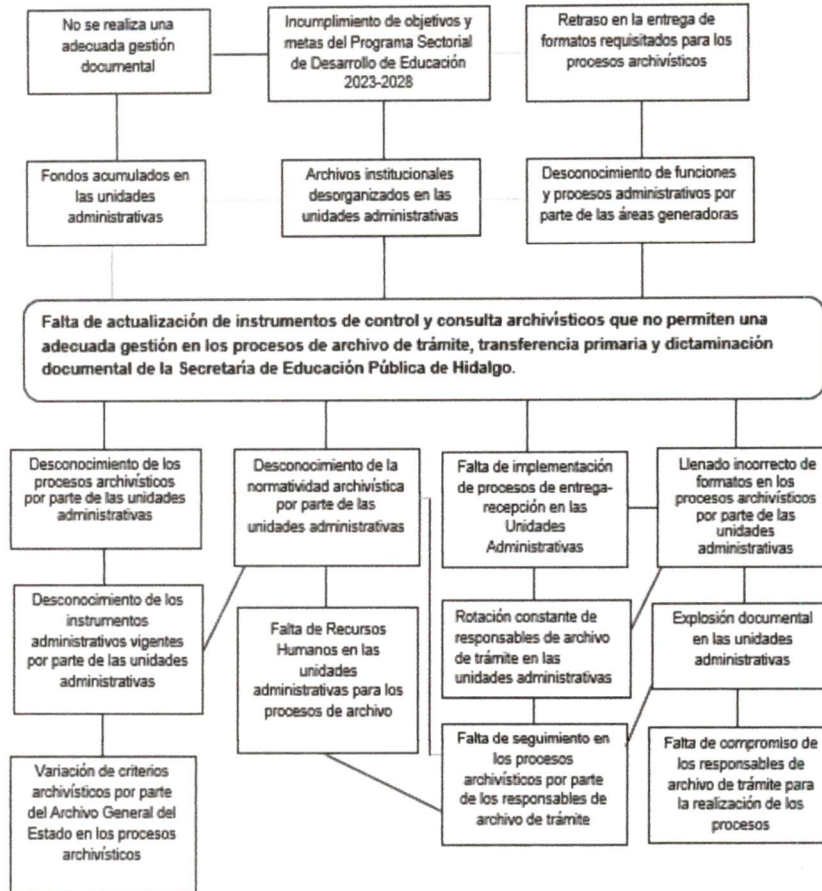 No se realiza una
adecuada gestión
documental
Incumplimiento de objetivos y
metas del Programa Sectorial
de Desarrollo de Educación
2023-2028
Retraso en la entrega de
formatos requisitados para los
procesos archivísticos
Fondos acumulados en
las unidades
administrativas
Archivos institucionales
desorganizados en las
unidades administrativas
Desconocimiento de funciones
y procesos administrativos por
parte de las áreas generadoras
Falta de actualización de instrumentos de control y consulta archivísticos que no permiten una
adecuada gestión en los procesos de archivo de trámite, transferencia primaria y dictaminación
documental de la Secretaría de Educación Pública de Hidalgo.
Desconocimiento de los
procesos archivísticos
por parte de las unidades
administrativas
Desconocimiento de la
normatividad archivística
por parte de las
unidades administrativas
Falta de implementación
de procesos de entrega-
recepción en las
Unidades
Administrativas
Llenado incorrecto de
formatos en los
procesos archivísticos
por parte de las
unidades
administrativas
Desconocimiento de los
instrumentos
administrativos vigentes
por parte de las unidades
administrativas
Falta de Recursos
Humanos en las
unidades
administrativas para los
procesos de archivo
Rotación constante de
responsables de archivo
de trámite en las
unidades administrativas
Explosión documental
en las unidades
administrativas
Variación de criterios
archivísticos por parte
del Archivo General del
Estado en los procesos
archivísticos
Falta de seguimiento en
los procesos
archivísticos por parte
de los responsables de
archivo de trámite
Falta de compromiso de
los responsables de
archivo de trámite para
la realización de los
procesos